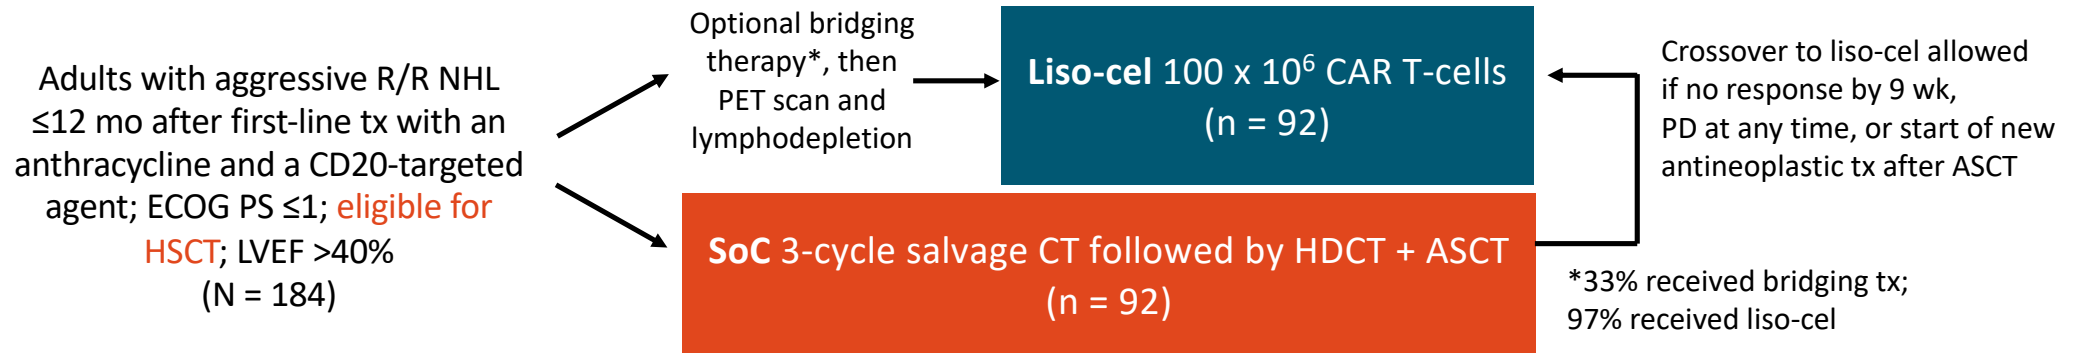 Adults with aggressive R/R NHL
≤12 mo after first-line tx with an
anthracycline and a CD20-targeted
agent; ECOG PS ≤1; eligible for
HSCT; LVEF >40%
(N = 184)
Optional bridging
therapy*, then
PET scan and
lymphodepletion
Liso-cel 100 x 10⁶ CAR T-cells
(n = 92)
SoC 3-cycle salvage CT followed by HDCT + ASCT
(n = 92)
Crossover to liso-cel allowed
if no response by 9 wk,
PD at any time, or start of new
antineoplastic tx after ASCT
*33% received bridging tx;
97% received liso-cel